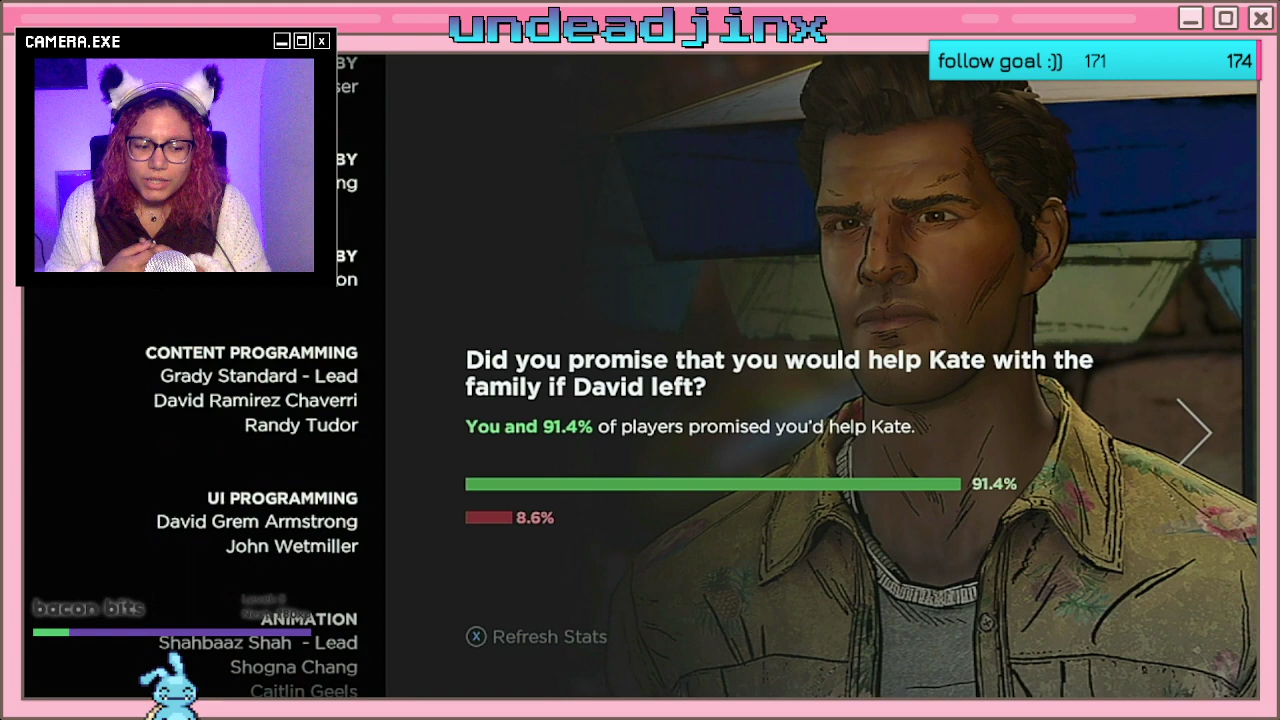 undeadjinx
CAMERA.EXE
follow goal :)) 171 174
BY
ser
BY
ng
BY
on
CONTENT PROGRAMMING
Grady Standard - Lead
David Ramirez Chaverri
Randy Tudor
UI PROGRAMMING
David Grem Armstrong
John Wetmiller
bacon bits
ANIMATION
Shahbaaz Shah - Lead
Shogna Chang
Caitlin Geels
Did you promise that you would help Kate with the
family if David left?
You and 91.4% of players promised you'd help Kate.
91.4%
8.6%
X Refresh Stats